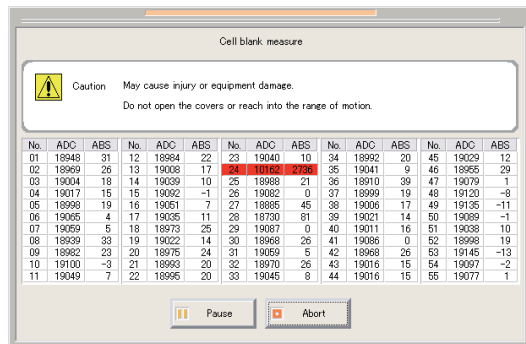 Cell blank measure
Caution May cause injury or equipment damage.
Do not open the covers or reach into the range of motion.
No. ADC ABS No. ADC ABS No. ADC ABS No. ADC ABS No. ADC ABS
01 18948 31 12 18984 22 23 19040 10 34 18992 20 45 19029 12
02 18969 26 13 19008 17 24 10162 2736 35 19041 9 46 18955 29
03 19004 18 14 19039 10 25 18988 21 36 18910 39 47 19079 1
04 19017 15 15 19092 -1 26 19082 0 37 18999 19 48 19120 -8
05 18998 19 16 19051 7 27 18885 45 38 19006 17 49 19135 -11
06 19065 4 17 19035 11 28 18730 81 39 19021 14 50 19089 -1
07 19059 5 18 18973 25 29 19087 0 40 19011 16 51 19038 10
08 18939 33 19 19022 14 30 18968 26 41 19086 0 52 18998 19
09 18982 23 20 18975 24 31 19059 5 42 18968 26 53 19145 -13
10 19100 -3 21 18993 20 32 18970 26 43 19016 15 54 19097 -2
11 19049 7 22 18995 20 33 19045 8 44 19016 15 55 19077 1
Pause Abort